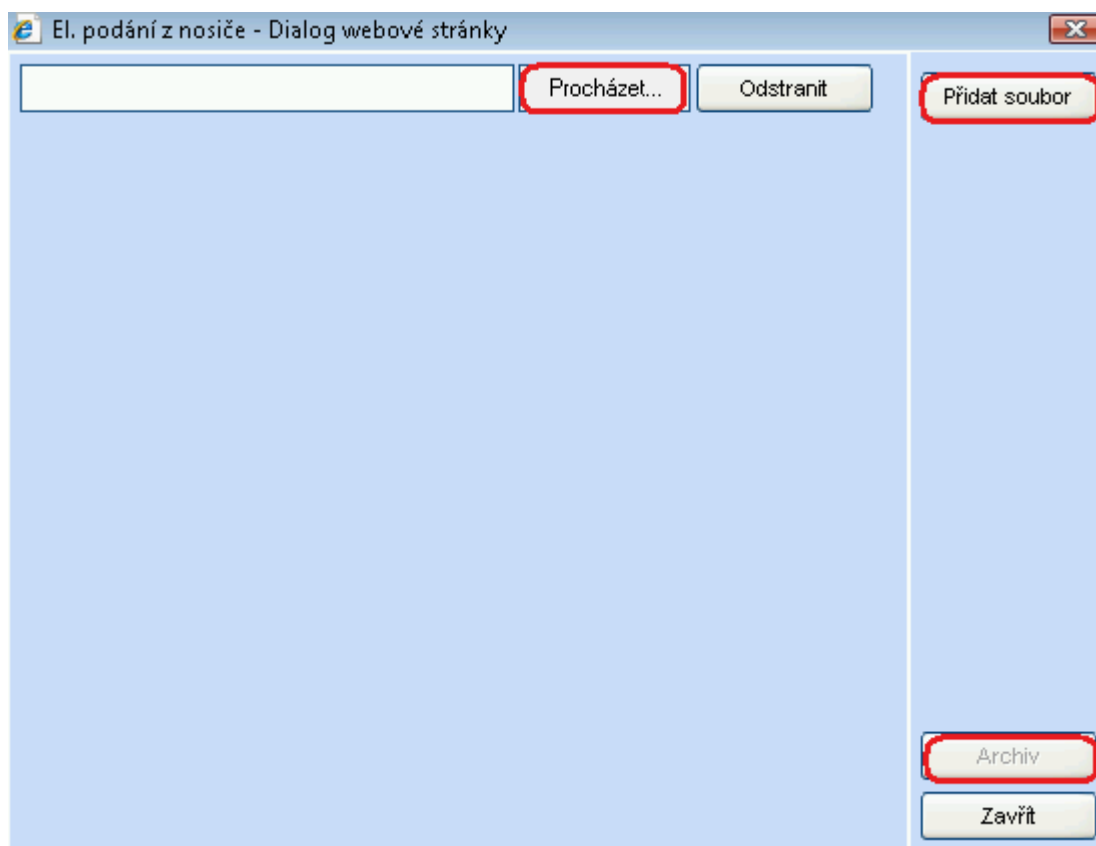 El. podání z nosiče - Dialog webové stránky
Procházet... Odstranit
Přidat soubor
Archiv
Zavřít